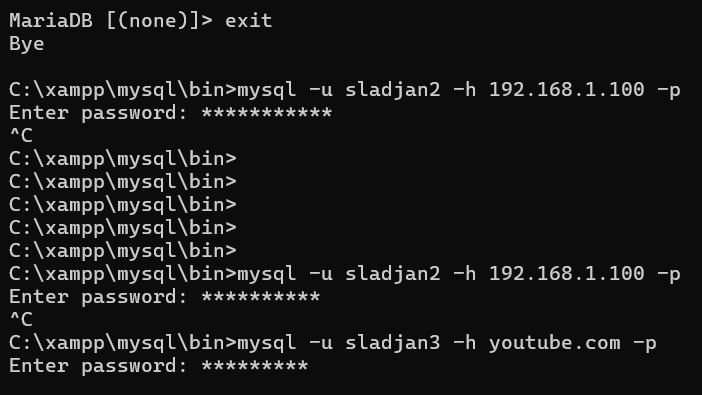 MariaDB [(none)]> exit
Bye
C:\xampp\mysql\bin>mysql -u sladjan2 -h 192.168.1.100 -p
Enter password: ***********
^C
C:\xampp\mysql\bin>
C:\xampp\mysql\bin>
C:\xampp\mysql\bin>
C:\xampp\mysql\bin>
C:\xampp\mysql\bin>
C:\xampp\mysql\bin>mysql -u sladjan2 -h 192.168.1.100 -p
Enter password: **********
^C
C:\xampp\mysql\bin>mysql -u sladjan3 -h youtube.com -p
Enter password: *********